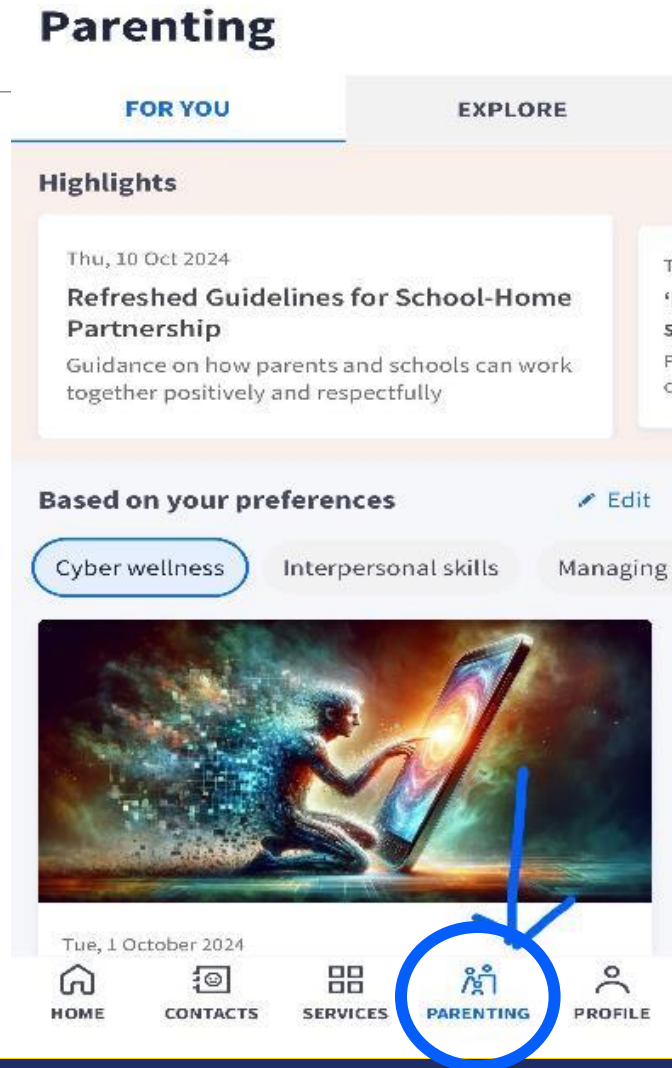 Parenting
FOR YOU
EXPLORE
Highlights
Thu, 10 Oct 2024
Refreshed Guidelines for School-Home
Partnership
Guidance on how parents and schools can work
together positively and respectfully
Based on your preferences
Edit
Cyber wellness
Interpersonal skills
Managing
Tue, 1 October 2024
HOME
CONTACTS
SERVICES
PARENTING
PROFILE